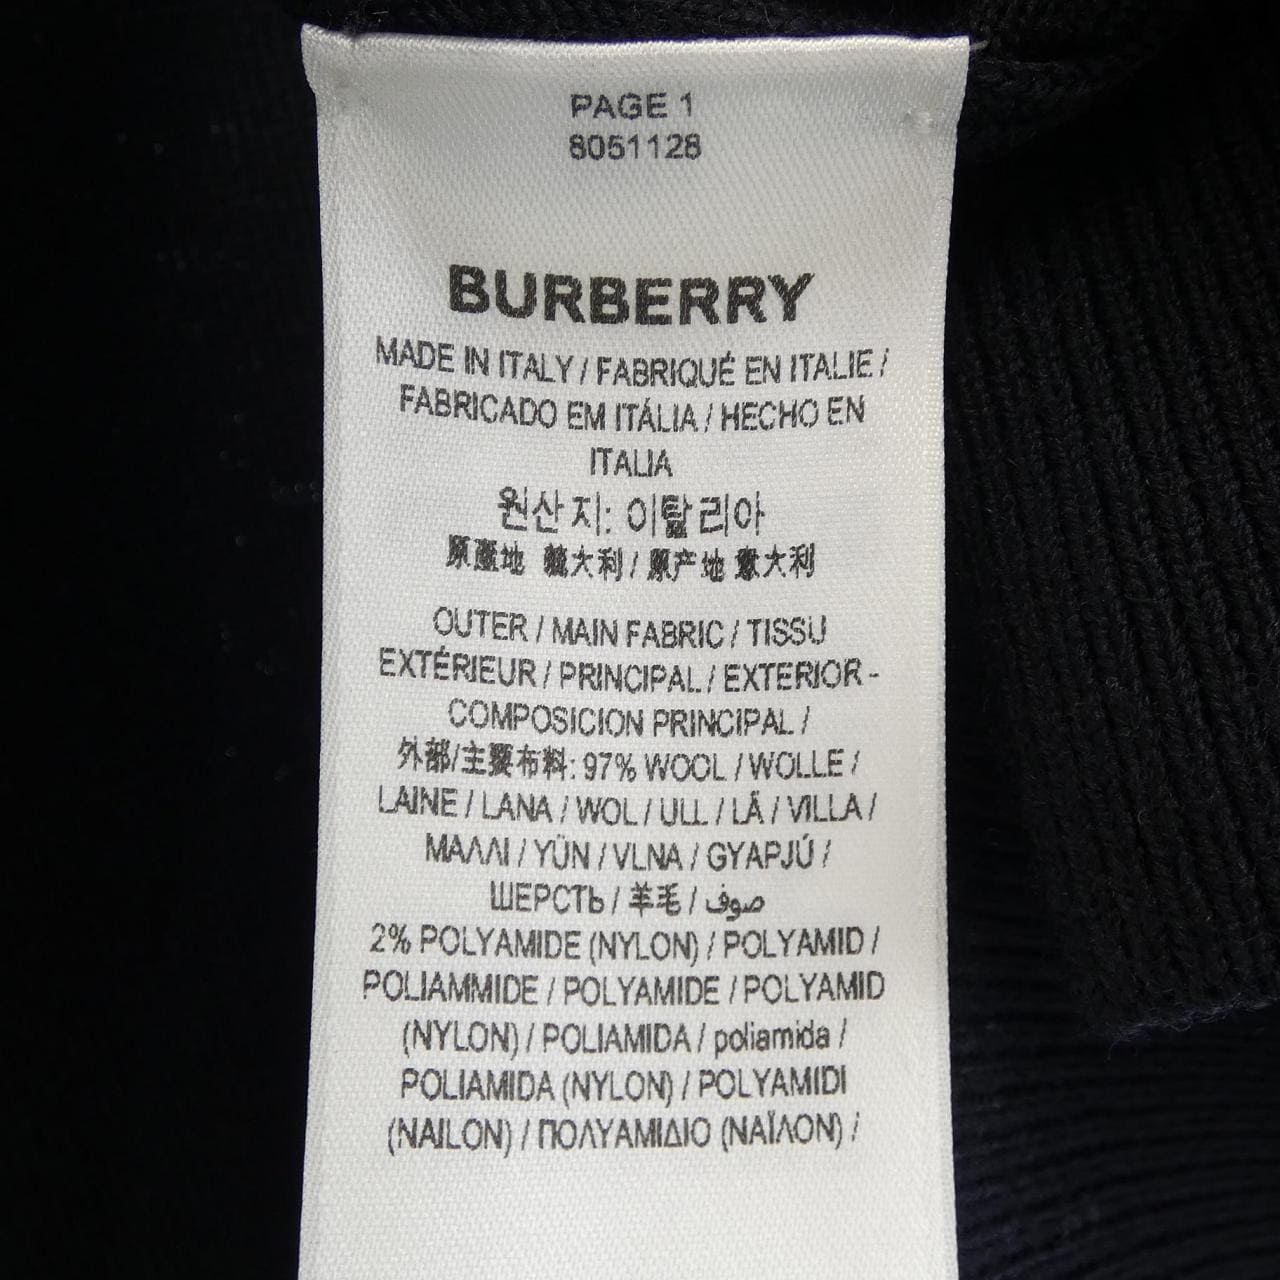 PAGE 1
8051128
BURBERRY
MADE IN ITALY / FABRIQUÉ EN ITALIE /
FABRICADO EM ITÁLIA / HECHO EN
ITALIA
원산지: 이탈리아
原產地 義大利 / 原产地 意大利
OUTER / MAIN FABRIC / TISSU
EXTÉRIEUR / PRINCIPAL / EXTERIOR -
COMPOSICION PRINCIPAL /
外部/主要布料: 97% WOOL / WOLLE /
LAINE / LANA / WOL / ULL / LÃ / VILLA /
ΜΑΛΛΙ / YÜN / VLNA / GYAPJÚ /
ШЕРСТЬ / 羊毛 / صوف
2% POLYAMIDE (NYLON) / POLYAMID /
POLIAMMIDE / POLYAMIDE / POLYAMID
(NYLON) / POLIAMIDA / poliamida /
POLIAMIDA (NYLON) / POLYAMIDI
(NAILON) / ΠΟΛΥΑΜΙΔΙΟ (ΝΑΪΛΟΝ) /